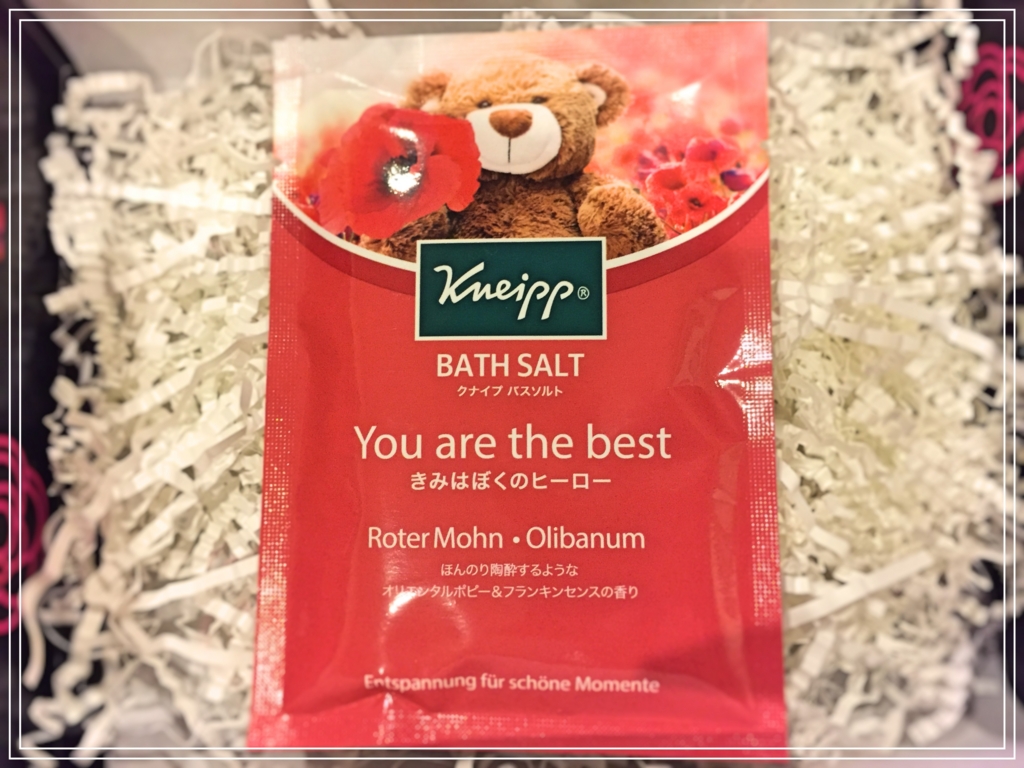 Kneipp®
BATH SALT
クナイプ バスソルト
You are the best
きみはぼくのヒーロー
Roter Mohn・Olibanum
ほんのり陶酔するような
オリエンタルポピー&フランキンセンスの香り
Entspannung für schöne Momente